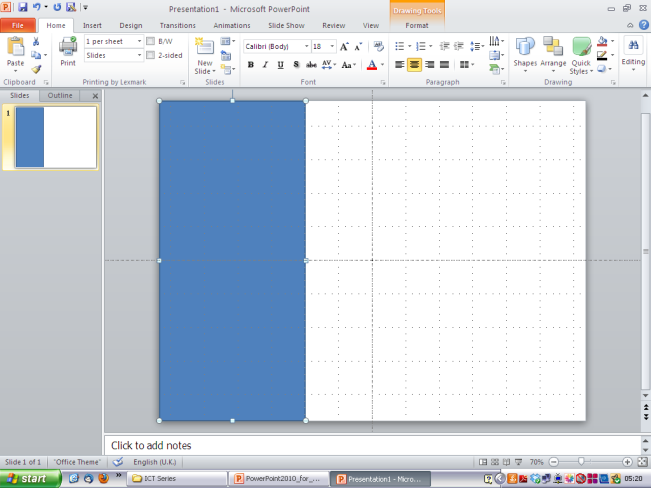 Presentation1 - Microsoft PowerPoint
Drawing Tools
File Home Insert Design Transitions Animations Slide Show Review View Format
Paste
Print
1 per sheet B/W
Slides 2-sided
New Slide
Calibri (Body) 18
B I U S abc AV Aa A
Shapes Arrange Quick Styles
Editing
Clipboard Printing by Lexmark Slides Font Paragraph Drawing
Slides Outline
1
Click to add notes
Slide 1 of 1 "Office Theme" English (U.K.) 70%
start ICT Series PowerPoint2010_for_... Presentation1 - Micro... 05:20